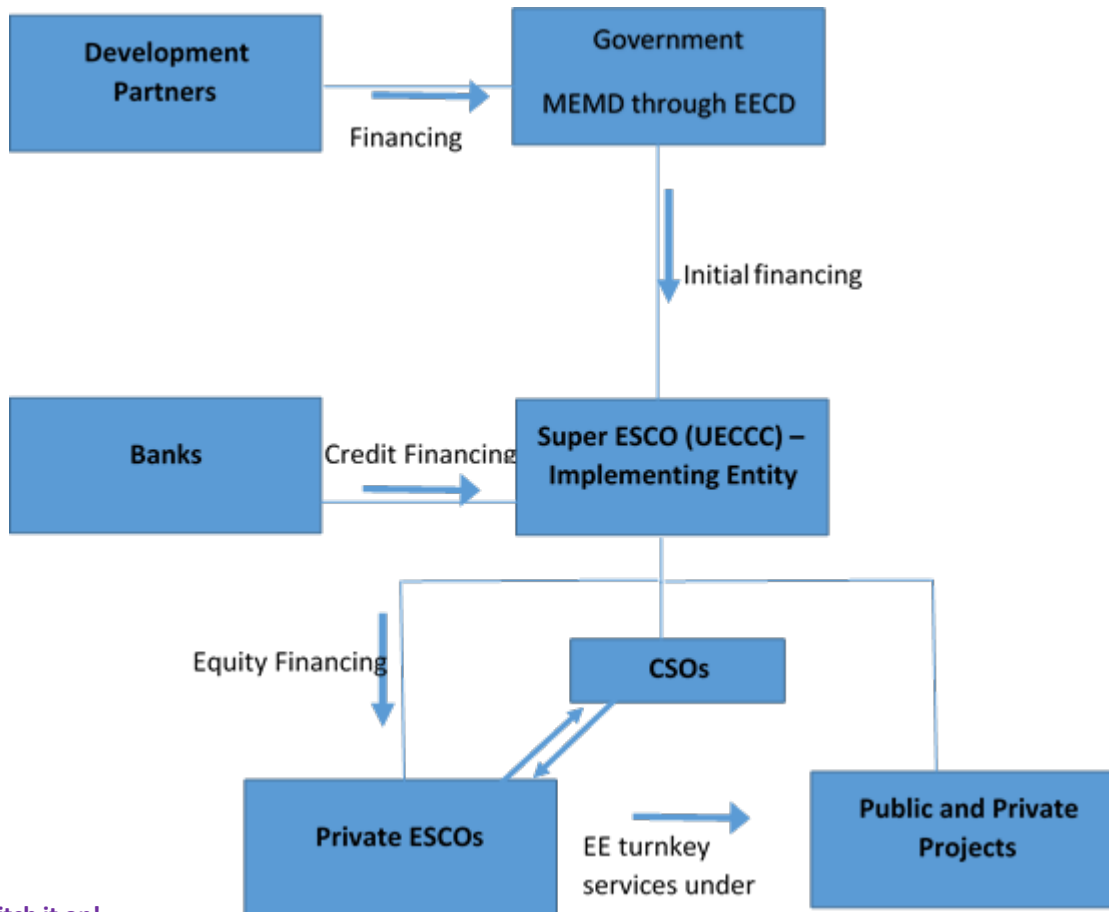 Development
Partners
Government
MEMD through EECD
Financing
Initial financing
Banks
Credit Financing
Super ESCO (UECCC) –
Implementing Entity
Equity Financing
CSOs
Private ESCOs
EE turnkey
services under
Public and Private
Projects